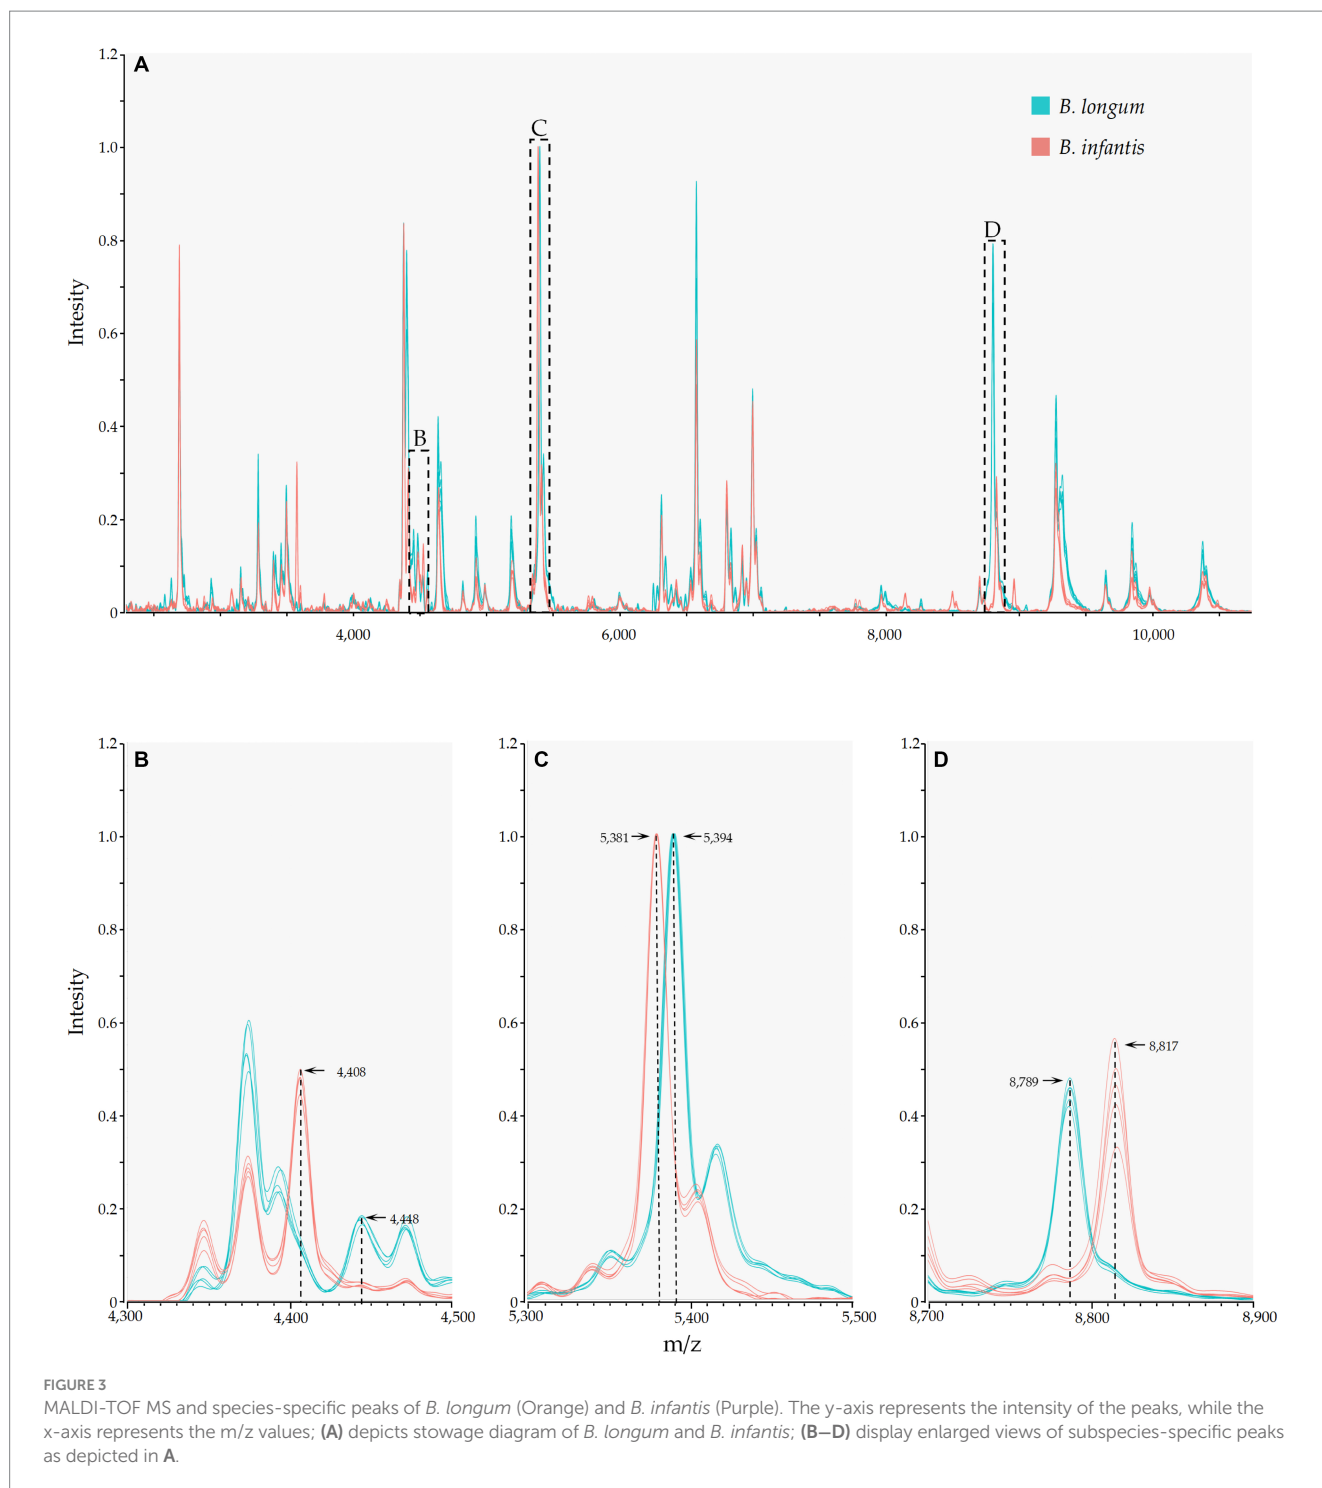 A
1.2
1.0
0.8
0.6
0.4
0.2
0
Intesity
B
C
D
B. longum
B. infantis
4,000 6,000 8,000 10,000
B
1.2
1.0
0.8
0.6
0.4
0.2
0
Intesity
4,408
4,448
4,300 4,400 4,500
C
1.2
1.0
0.8
0.6
0.4
0.2
0
5,381
5,394
5,300 5,400 5,500
D
1.2
1.0
0.8
0.6
0.4
0.2
0
8,789
8,817
8,700 8,800 8,900
m/z
FIGURE 3
MALDI-TOF MS and species-specific peaks of B. longum (Orange) and B. infantis (Purple). The y-axis represents the intensity of the peaks, while the
x-axis represents the m/z values; (A) depicts stowage diagram of B. longum and B. infantis; (B–D) display enlarged views of subspecies-specific peaks
as depicted in A.